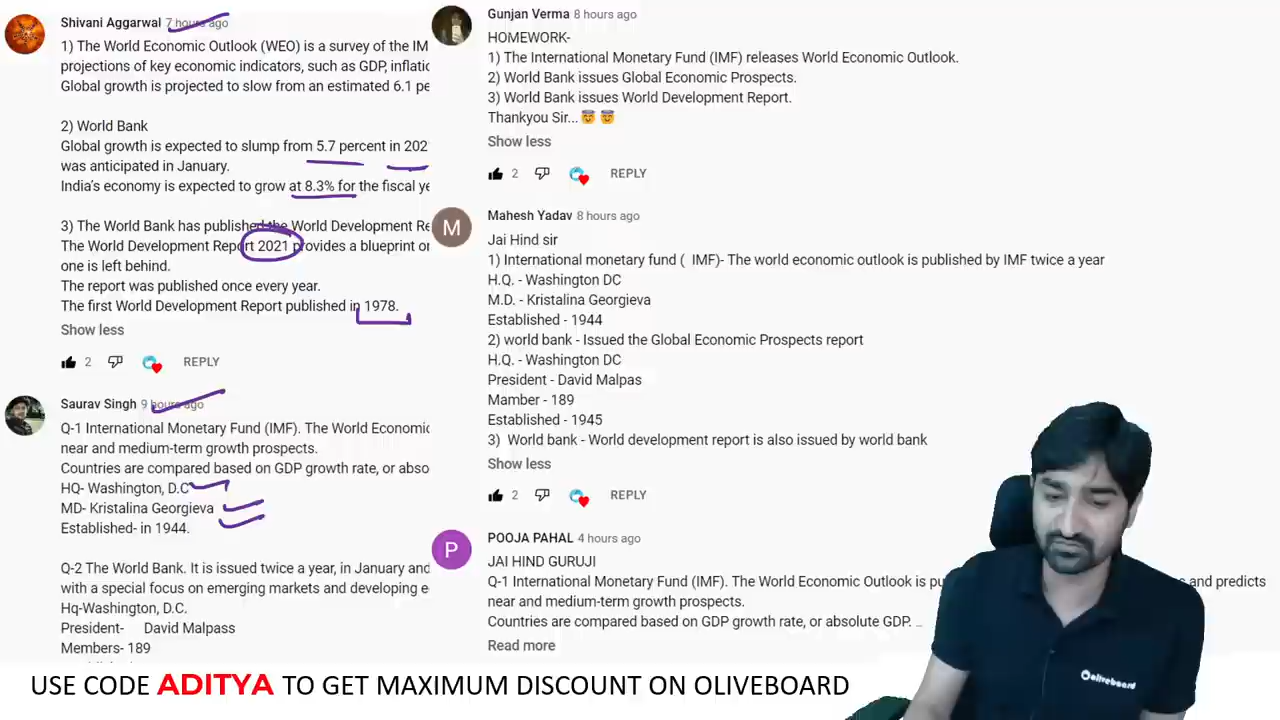 Shivani Aggarwal 7 hours ago
1) The World Economic Outlook (WEO) is a survey of the IM
projections of key economic indicators, such as GDP, inflatic
Global growth is projected to slow from an estimated 6.1 pe
2) World Bank
Global growth is expected to slump from 5.7 percent in 202
was anticipated in January.
India's economy is expected to grow at 8.3% for the fiscal ye
3) The World Bank has published the World Development Re
The World Development Report 2021 provides a blueprint or
one is left behind.
The report was published once every year.
The first World Development Report published in 1978.
Show less
2 REPLY
Saurav Singh 9 hours ago
Q-1 International Monetary Fund (IMF). The World Economic
near and medium-term growth prospects.
Countries are compared based on GDP growth rate, or abso
HQ- Washington, D.C
MD- Kristalina Georgieva
Established- in 1944.
Q-2 The World Bank. It is issued twice a year, in January and
with a special focus on emerging markets and developing e
Hq-Washington, D.C.
President- David Malpass
Members- 189
Gunjan Verma 8 hours ago
HOMEWORK-
1) The International Monetary Fund (IMF) releases World Economic Outlook.
2) World Bank issues Global Economic Prospects.
3) World Bank issues World Development Report.
Thankyou Sir...
Show less
2 REPLY
M
Mahesh Yadav 8 hours ago
Jai Hind sir
1) International monetary fund ( IMF)- The world economic outlook is published by IMF twice a year
H.Q. - Washington DC
M.D. - Kristalina Georgieva
Established - 1944
2) world bank - Issued the Global Economic Prospects report
H.Q. - Washington DC
President - David Malpas
Mamber - 189
Established - 1945
3) World bank - World development report is also issued by world bank
Show less
2 REPLY
P
POOJA PAHAL 4 hours ago
JAI HIND GURUJI
Q-1 International Monetary Fund (IMF). The World Economic Outlook is pu s and predicts
near and medium-term growth prospects.
Countries are compared based on GDP growth rate, or absolute GDP. ...
Read more
oliveboard
USE CODE ADITYA TO GET MAXIMUM DISCOUNT ON OLIVEBOARD